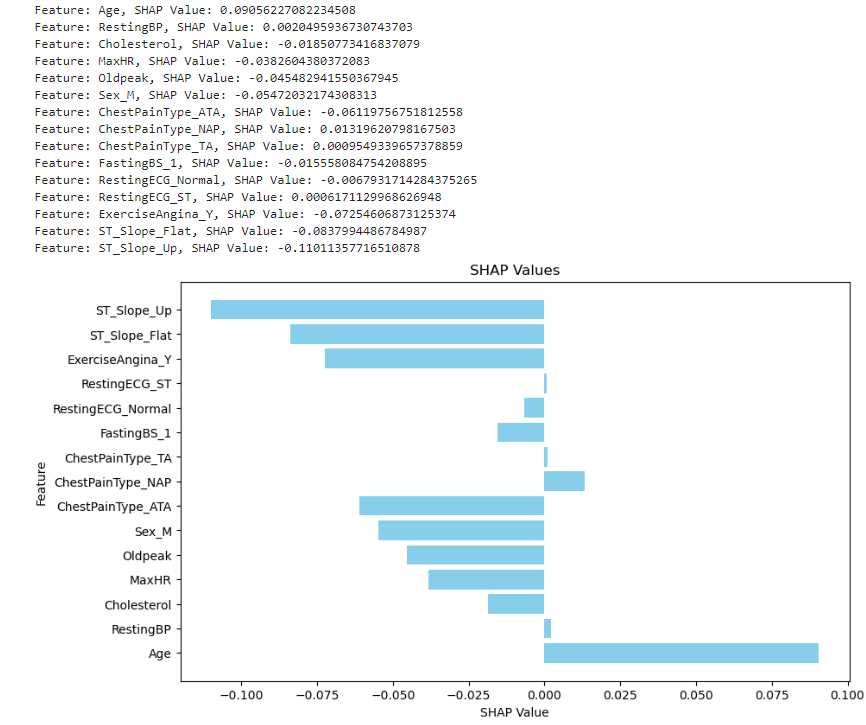 Feature: Age, SHAP Value: 0.09056227082234508
Feature: RestingBP, SHAP Value: 0.0020495936730743703
Feature: Cholesterol, SHAP Value: -0.01850773416837079
Feature: MaxHR, SHAP Value: -0.0382604380372083
Feature: Oldpeak, SHAP Value: -0.045482941550367945
Feature: Sex_M, SHAP Value: -0.05472032174308313
Feature: ChestPainType_ATA, SHAP Value: -0.06119756751812558
Feature: ChestPainType_NAP, SHAP Value: 0.01319620798167503
Feature: ChestPainType_TA, SHAP Value: 0.0009549339657378859
Feature: FastingBS_1, SHAP Value: -0.015558084754208895
Feature: RestingECG_Normal, SHAP Value: -0.0067931714284375265
Feature: RestingECG_ST, SHAP Value: 0.0006171129968626948
Feature: ExerciseAngina_Y, SHAP Value: -0.07254606873125374
Feature: ST_Slope_Flat, SHAP Value: -0.0837994486784987
Feature: ST_Slope_Up, SHAP Value: -0.11011357716510878
SHAP Values
ST_Slope_Up
ST_Slope_Flat
ExerciseAngina_Y
RestingECG_ST
RestingECG_Normal
FastingBS_1
ChestPainType_TA
ChestPainType_NAP
ChestPainType_ATA
Sex_M
Oldpeak
MaxHR
Cholesterol
RestingBP
Age
Feature
−0.100 −0.075 −0.050 −0.025 0.000 0.025 0.050 0.075 0.100
SHAP Value